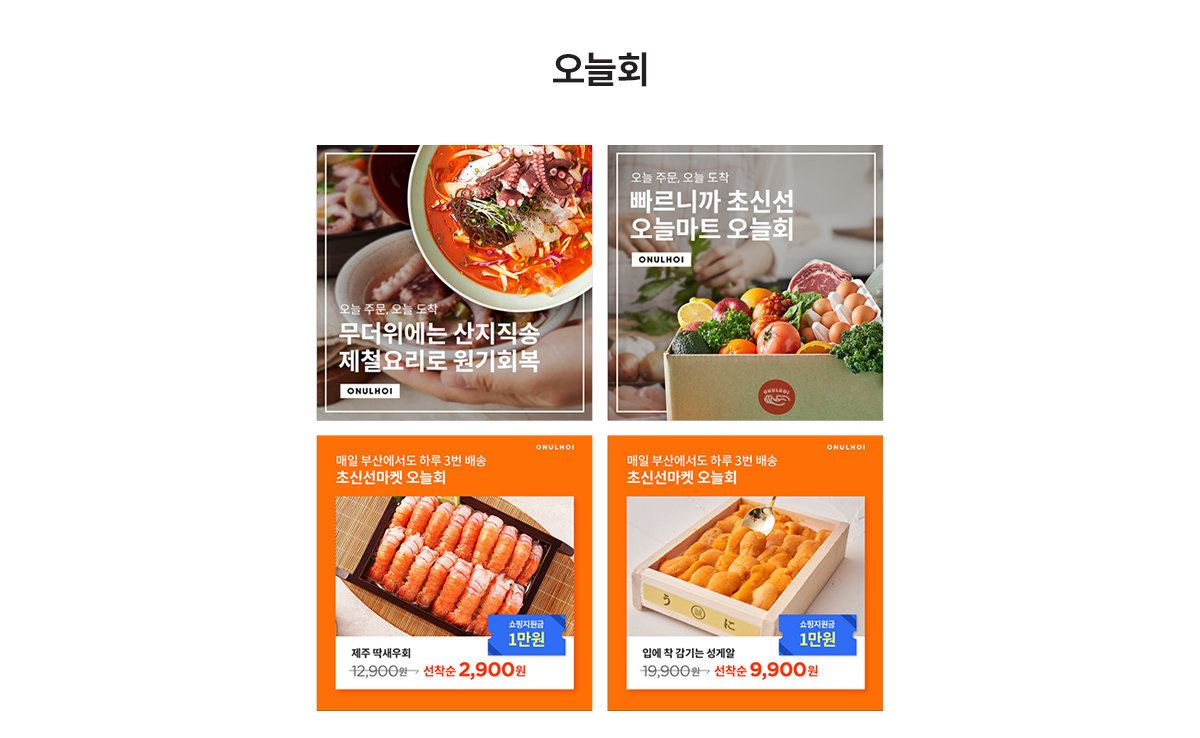 오늘회
오늘 주문, 오늘 도착
무더위에는 산지직송
제철요리로 원기회복
ONULHOI
오늘 주문, 오늘 도착
빠르니까 초신선
오늘마트 오늘회
ONULHOI
ONULHOI
ONULHOI
매일 부산에서도 하루 3번 배송
초신선마켓 오늘회
쇼핑지원금
1만원
제주 딱새우회
12,900원 → 선착순 2,900원
ONULHOI
매일 부산에서도 하루 3번 배송
초신선마켓 오늘회
う に
쇼핑지원금
1만원
입에 착 감기는 성게알
19,900원 → 선착순 9,900원